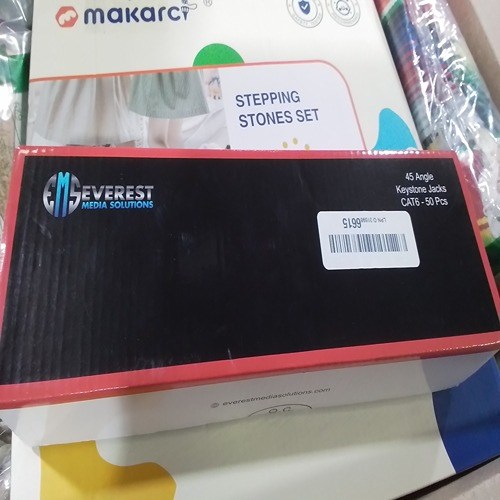 makarci
®
STEPPING
STONES SET
EMS EVEREST
MEDIA SOLUTIONS
45 Angle
Keystone Jacks
CAT6 - 50 Pcs
6615
everestmediasolutions.com
Q.C